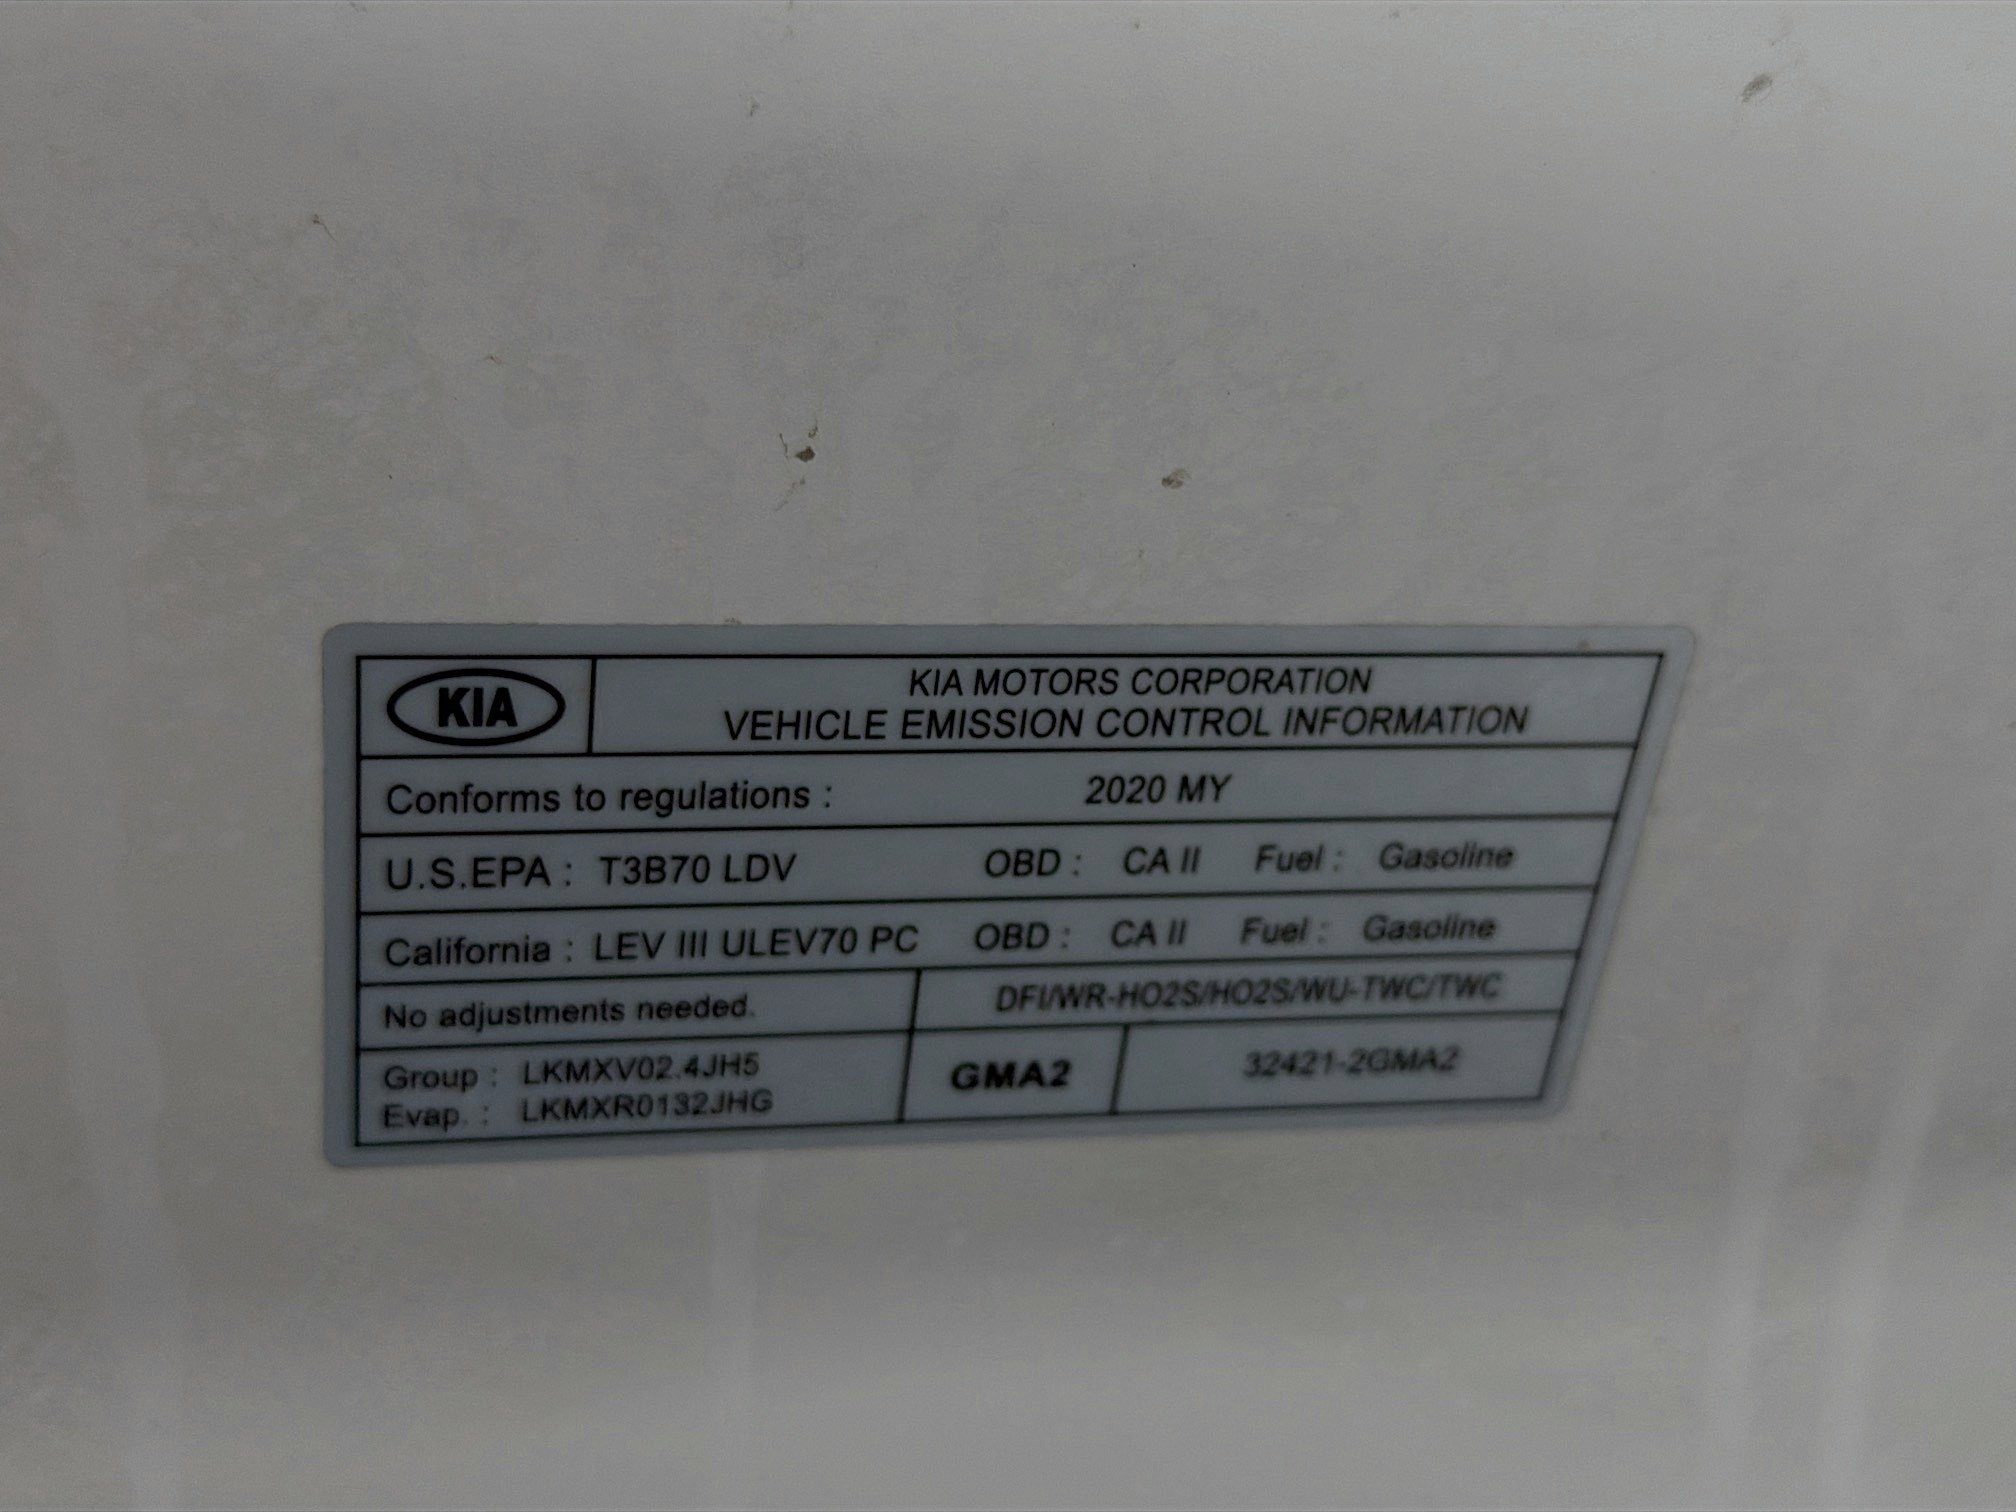 KIA
KIA MOTORS CORPORATION
VEHICLE EMISSION CONTROL INFORMATION
Conforms to regulations : 2020 MY
U.S.EPA : T3B70 LDV OBD : CA II Fuel : Gasoline
California : LEV III ULEV70 PC OBD : CA II Fuel : Gasoline
No adjustments needed. DFI/WR-HO2S/HO2S/WU-TWC/TWC
Group : LKMXV02.4JH5
Evap. : LKMXR0132JHG
GMA2
32421-2GMA2